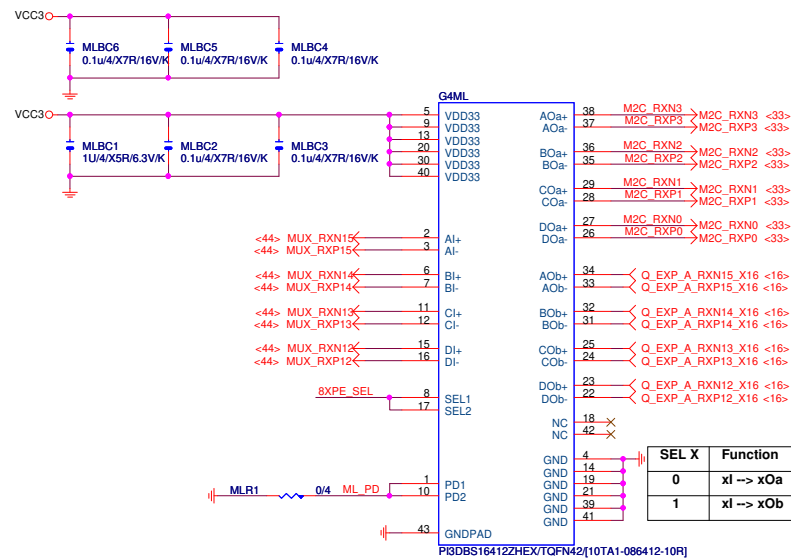 VCC3
MLBC6
0.1u/4/X7R/16V/K
MLBC5
0.1u/4/X7R/16V/K
MLBC4
0.1u/4/X7R/16V/K
VCC3
MLBC1
1U/4/X5R/6.3V/K
MLBC2
0.1u/4/X7R/16V/K
MLBC3
0.1u/4/X7R/16V/K
G4ML
5 VDD33
9 VDD33
13 VDD33
20 VDD33
30 VDD33
40 VDD33
<44> MUX_RXN15 2 AI+
<44> MUX_RXP15 3 AI-
<44> MUX_RXN14 6 BI+
<44> MUX_RXP14 7 BI-
<44> MUX_RXN13 11 CI+
<44> MUX_RXP13 12 CI-
<44> MUX_RXN12 15 DI+
<44> MUX_RXP12 16 DI-
8XPE_SEL 8 SEL1
17 SEL2
1 PD1
MLR1 0/4 ML_PD 10 PD2
43 GNDPAD
AOa+ 38 M2C_RXN3 M2C_RXN3 <33>
AOa- 37 M2C_RXP3 M2C_RXP3 <33>
BOa+ 36 M2C_RXN2 M2C_RXN2 <33>
BOa- 35 M2C_RXP2 M2C_RXP2 <33>
COa+ 29 M2C_RXN1 M2C_RXN1 <33>
COa- 28 M2C_RXP1 M2C_RXP1 <33>
DOa+ 27 M2C_RXN0 M2C_RXN0 <33>
DOa- 26 M2C_RXP0 M2C_RXP0 <33>
AOb+ 34 Q_EXP_A_RXN15_X16 <16>
AOb- 33 Q_EXP_A_RXP15_X16 <16>
BOb+ 32 Q_EXP_A_RXN14_X16 <16>
BOb- 31 Q_EXP_A_RXP14_X16 <16>
COb+ 25 Q_EXP_A_RXN13_X16 <16>
COb- 24 Q_EXP_A_RXP13_X16 <16>
DOb+ 23 Q_EXP_A_RXN12_X16 <16>
DOb- 22 Q_EXP_A_RXP12_X16 <16>
NC 18
NC 42
GND 4
GND 14
GND 19
GND 21
GND 39
GND 41
SEL X Function
0 xI --> xOa
1 xI --> xOb
PI3DBS16412ZHEX/TQFN42/[10TA1-086412-10R]